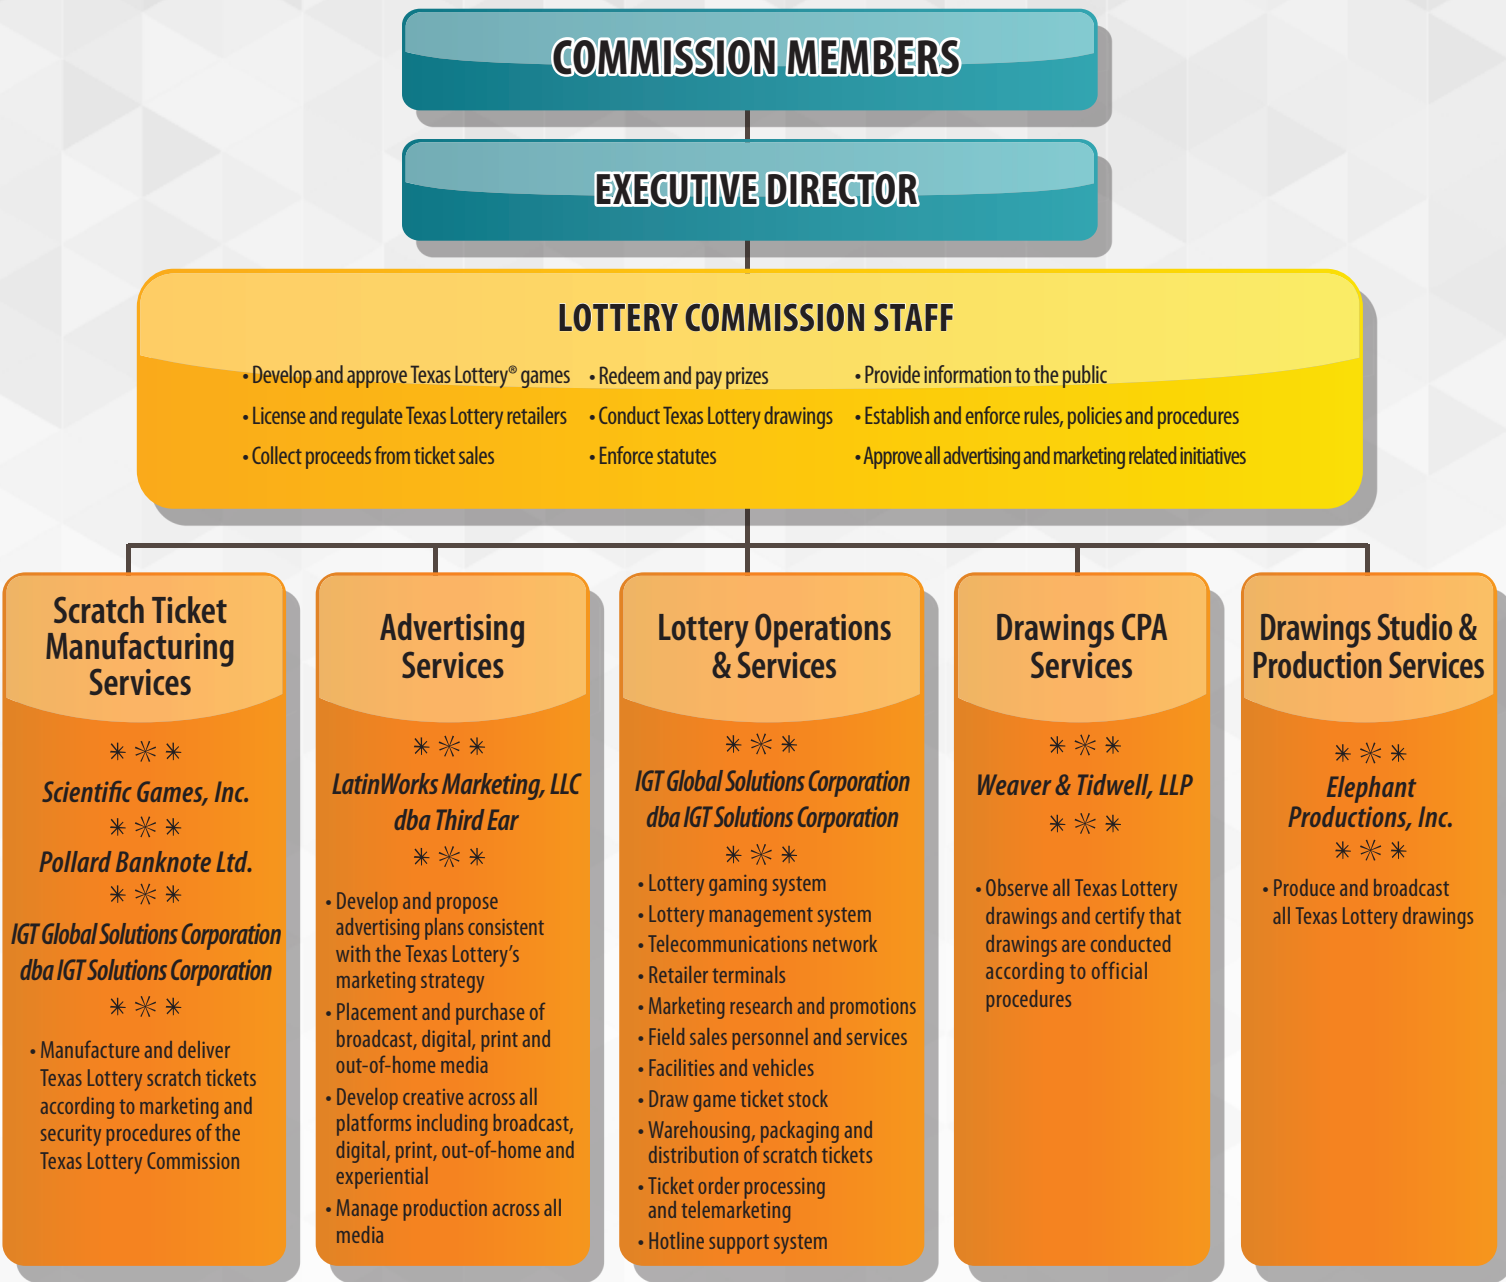 COMMISSION MEMBERS
EXECUTIVE DIRECTOR
LOTTERY COMMISSION STAFF
• Develop and approve Texas Lottery® games
• License and regulate Texas Lottery retailers
• Collect proceeds from ticket sales
• Redeem and pay prizes
• Conduct Texas Lottery drawings
• Enforce statutes
• Provide information to the public
• Establish and enforce rules, policies and procedures
• Approve all advertising and marketing related initiatives
Scratch Ticket
Manufacturing
Services
Scientific Games, Inc.
Pollard Banknote Ltd.
IGT Global Solutions Corporation
dba IGT Solutions Corporation
• Manufacture and deliver
Texas Lottery scratch tickets
according to marketing and
security procedures of the
Texas Lottery Commission
Advertising
Services
LatinWorks Marketing, LLC
dba Third Ear
• Develop and propose
advertising plans consistent
with the Texas Lottery’s
marketing strategy
• Placement and purchase of
broadcast, digital, print and
out-of-home media
• Develop creative across all
platforms including broadcast,
digital, print, out-of-home and
experiential
• Manage production across all
media
Lottery Operations
& Services
IGT Global Solutions Corporation
dba IGT Solutions Corporation
• Lottery gaming system
• Lottery management system
• Telecommunications network
• Retailer terminals
• Marketing research and promotions
• Field sales personnel and services
• Facilities and vehicles
• Draw game ticket stock
• Warehousing, packaging and
distribution of scratch tickets
• Ticket order processing
and telemarketing
• Hotline support system
Drawings CPA
Services
Weaver & Tidwell, LLP
• Observe all Texas Lottery
drawings and certify that
drawings are conducted
according to official
procedures
Drawings Studio &
Production Services
Elephant
Productions, Inc.
• Produce and broadcast
all Texas Lottery drawings